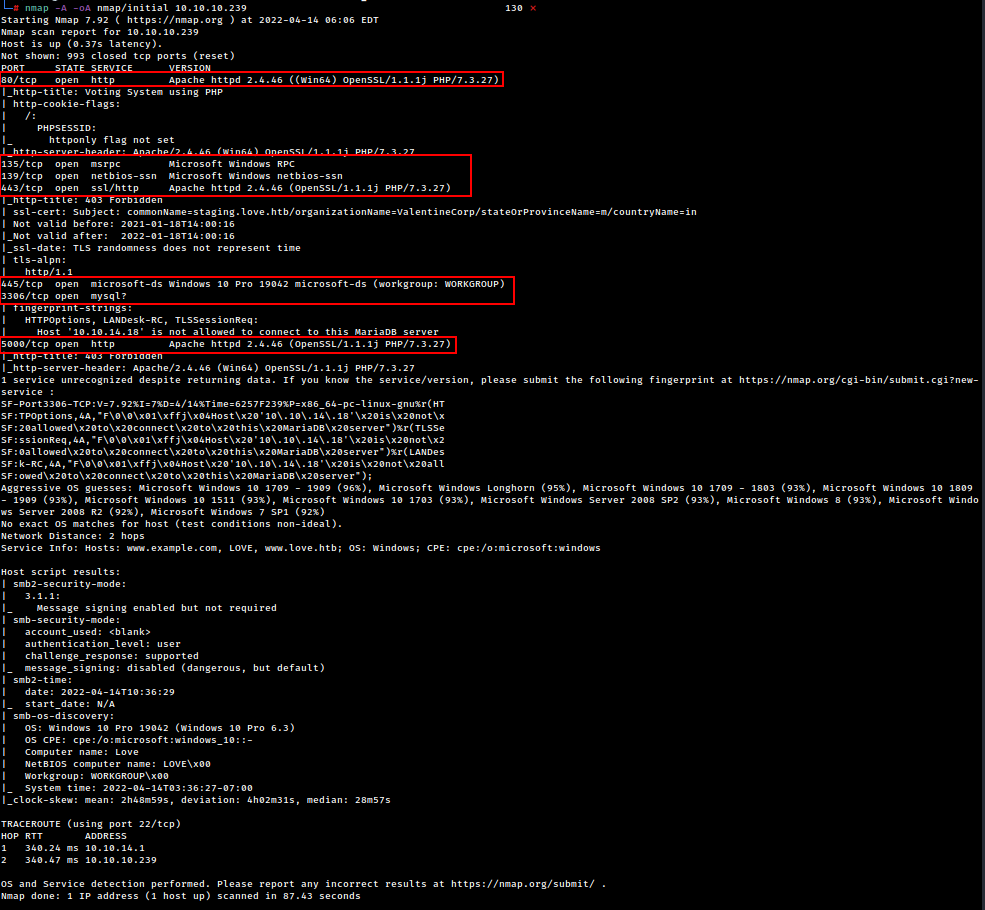 └─# nmap -A -oA nmap/initial 10.10.10.239 130 ⨯
Starting Nmap 7.92 ( https://nmap.org ) at 2022-04-14 06:06 EDT
Nmap scan report for 10.10.10.239
Host is up (0.37s latency).
Not shown: 993 closed tcp ports (reset)
PORT     STATE SERVICE      VERSION
80/tcp   open  http         Apache httpd 2.4.46 ((Win64) OpenSSL/1.1.1j PHP/7.3.27)
|_http-title: Voting System using PHP
| http-cookie-flags:
|   /:
|     PHPSESSID:
|_      httponly flag not set
|_http-server-header: Apache/2.4.46 (Win64) OpenSSL/1.1.1j PHP/7.3.27
135/tcp  open  msrpc        Microsoft Windows RPC
139/tcp  open  netbios-ssn  Microsoft Windows netbios-ssn
443/tcp  open  ssl/http     Apache httpd 2.4.46 (OpenSSL/1.1.1j PHP/7.3.27)
|_http-title: 403 Forbidden
| ssl-cert: Subject: commonName=staging.love.htb/organizationName=ValentineCorp/stateOrProvinceName=m/countryName=in
| Not valid before: 2021-01-18T14:00:16
|_Not valid after:  2022-01-18T14:00:16
|_ssl-date: TLS randomness does not represent time
| tls-alpn:
|_  http/1.1
445/tcp  open  microsoft-ds Windows 10 Pro 19042 microsoft-ds (workgroup: WORKGROUP)
3306/tcp open  mysql?
| fingerprint-strings:
|   HTTPOptions, LANDesk-RC, TLSSessionReq:
|_    Host '10.10.14.18' is not allowed to connect to this MariaDB server
5000/tcp open  http         Apache httpd 2.4.46 (OpenSSL/1.1.1j PHP/7.3.27)
|_http-title: 403 Forbidden
|_http-server-header: Apache/2.4.46 (Win64) OpenSSL/1.1.1j PHP/7.3.27
1 service unrecognized despite returning data. If you know the service/version, please submit the following fingerprint at https://nmap.org/cgi-bin/submit.cgi?new-
service :
SF-Port3306-TCP:V=7.92%I=7%D=4/14%Time=6257F239%P=x86_64-pc-linux-gnu%r(HT
SF:TPOptions,4A,"F\0\0\x01\xffj\x04Host\x20'10\.10\.14\.18'\x20is\x20not\x
SF:20allowed\x20to\x20connect\x20to\x20this\x20MariaDB\x20server")%r(TLSSe
SF:ssionReq,4A,"F\0\0\x01\xffj\x04Host\x20'10\.10\.14\.18'\x20is\x20not\x2
SF:0allowed\x20to\x20connect\x20to\x20this\x20MariaDB\x20server")%r(LANDes
SF:k-RC,4A,"F\0\0\x01\xffj\x04Host\x20'10\.10\.14\.18'\x20is\x20not\x20all
SF:owed\x20to\x20connect\x20to\x20this\x20MariaDB\x20server");
Aggressive OS guesses: Microsoft Windows 10 1709 - 1909 (96%), Microsoft Windows Longhorn (95%), Microsoft Windows 10 1709 - 1803 (93%), Microsoft Windows 10 1809
- 1909 (93%), Microsoft Windows 10 1511 (93%), Microsoft Windows 10 1703 (93%), Microsoft Windows Server 2008 SP2 (93%), Microsoft Windows 8 (93%), Microsoft Windo
ws Server 2008 R2 (92%), Microsoft Windows 7 SP1 (92%)
No exact OS matches for host (test conditions non-ideal).
Network Distance: 2 hops
Service Info: Hosts: www.example.com, LOVE, www.love.htb; OS: Windows; CPE: cpe:/o:microsoft:windows
Host script results:
| smb2-security-mode:
|   3.1.1:
|_    Message signing enabled but not required
| smb-security-mode:
|   account_used: <blank>
|   authentication_level: user
|   challenge_response: supported
|_  message_signing: disabled (dangerous, but default)
| smb2-time:
|   date: 2022-04-14T10:36:29
|_  start_date: N/A
| smb-os-discovery:
|   OS: Windows 10 Pro 19042 (Windows 10 Pro 6.3)
|   OS CPE: cpe:/o:microsoft:windows_10::-
|   Computer name: Love
|   NetBIOS computer name: LOVE\x00
|   Workgroup: WORKGROUP\x00
|_  System time: 2022-04-14T03:36:27-07:00
|_clock-skew: mean: 2h48m59s, deviation: 4h02m31s, median: 28m57s
TRACEROUTE (using port 22/tcp)
HOP RTT       ADDRESS
1   340.24 ms 10.10.14.1
2   340.47 ms 10.10.10.239
OS and Service detection performed. Please report any incorrect results at https://nmap.org/submit/ .
Nmap done: 1 IP address (1 host up) scanned in 87.43 seconds